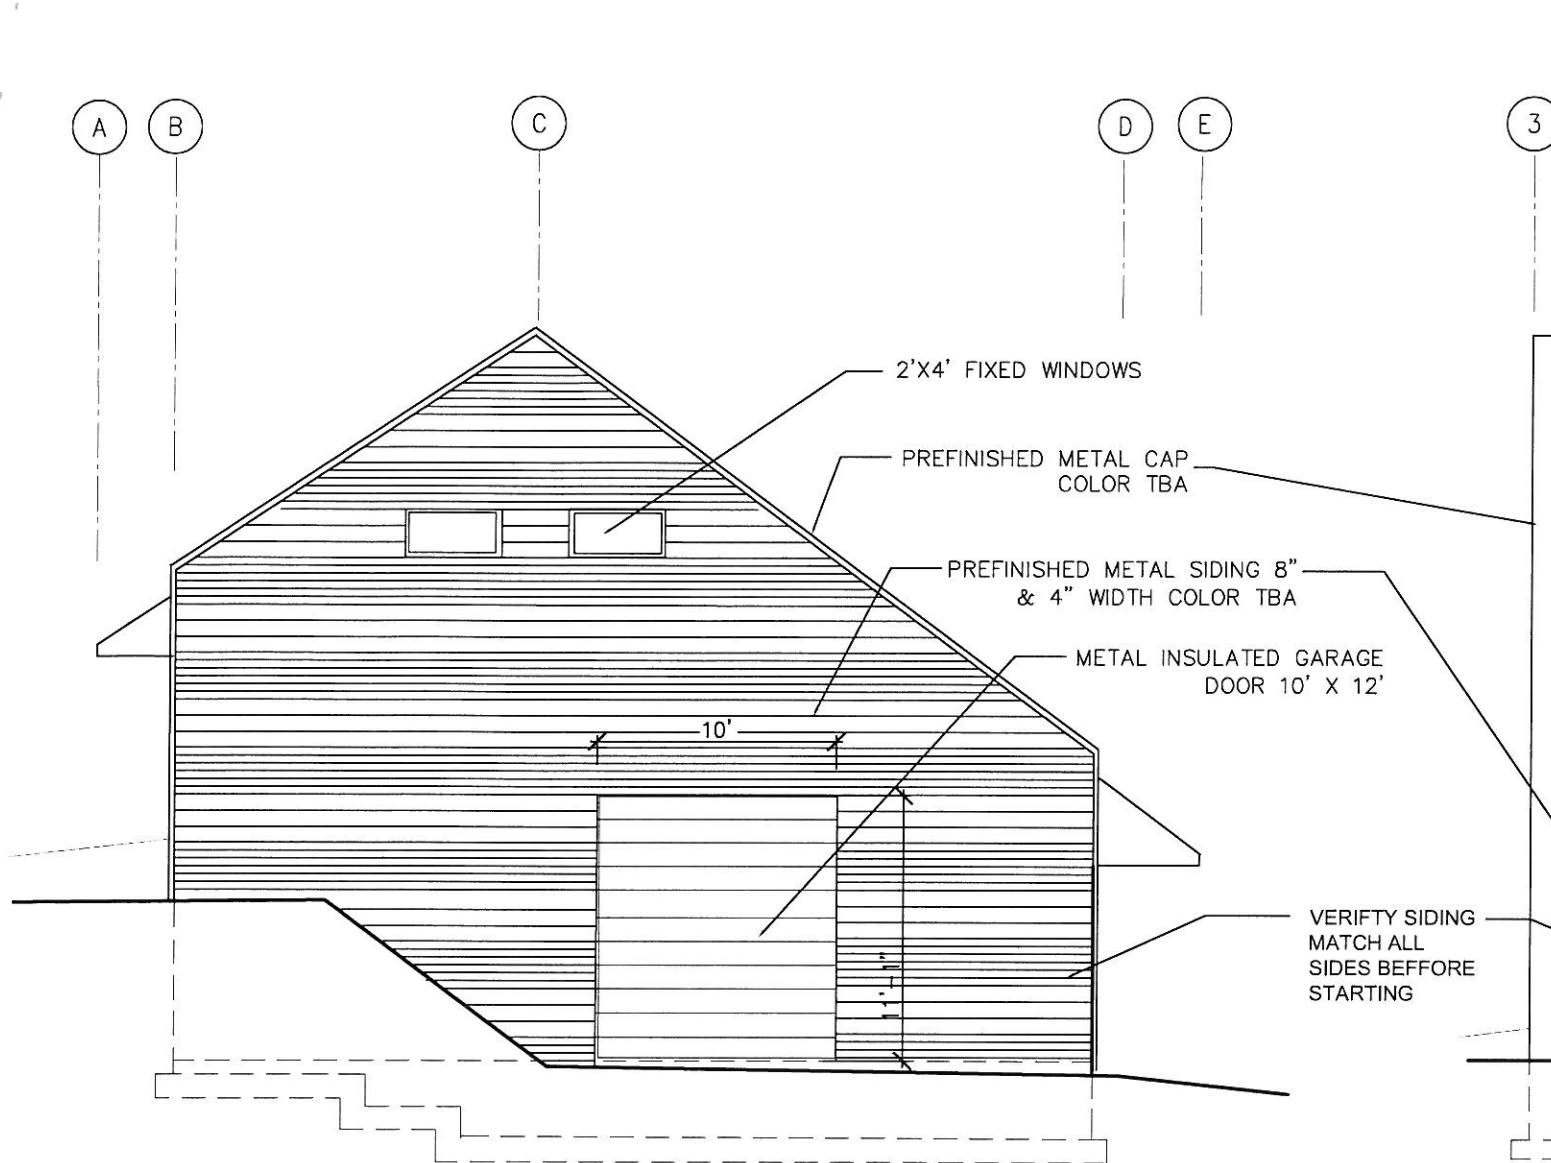 A B C D E 3
2'X4' FIXED WINDOWS
PREFINISHED METAL CAP
COLOR TBA
PREFINISHED METAL SIDING 8"
& 4" WIDTH COLOR TBA
METAL INSULATED GARAGE
DOOR 10' X 12'
10'
11'-1"
VERIFTY SIDING
MATCH ALL
SIDES BEFFORE
STARTING